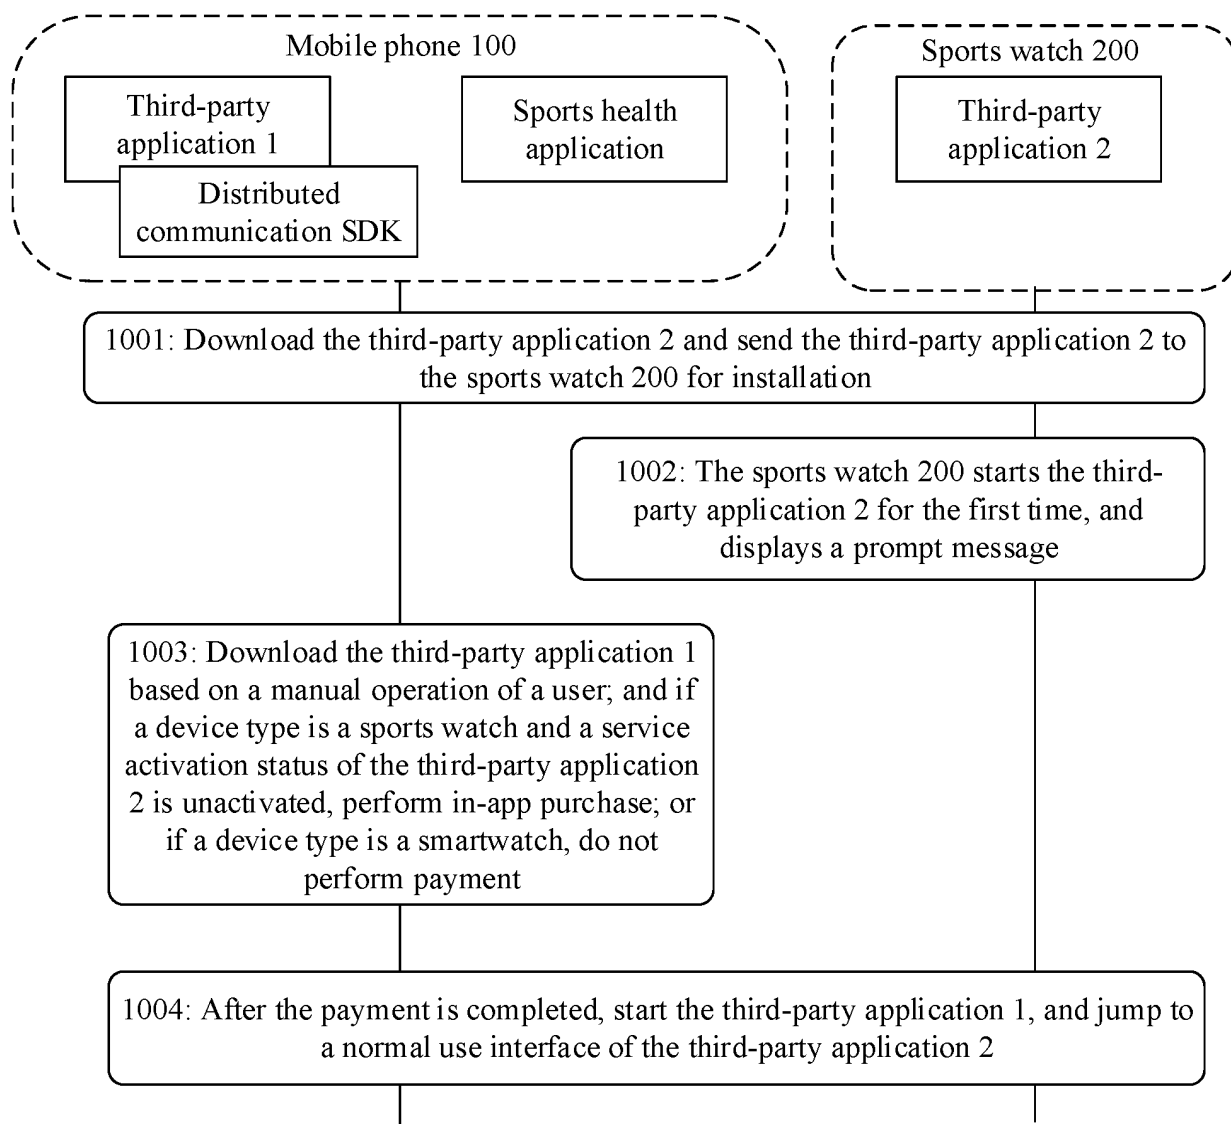 Mobile phone 100
Third-party
application 1
Distributed
communication SDK
Sports health
application
Sports watch 200
Third-party
application 2
1001: Download the third-party application 2 and send the third-party application 2 to
the sports watch 200 for installation
1002: The sports watch 200 starts the third-
party application 2 for the first time, and
displays a prompt message
1003: Download the third-party application 1
based on a manual operation of a user; and if
a device type is a sports watch and a service
activation status of the third-party application
2 is unactivated, perform in-app purchase; or
if a device type is a smartwatch, do not
perform payment
1004: After the payment is completed, start the third-party application 1, and jump to
a normal use interface of the third-party application 2